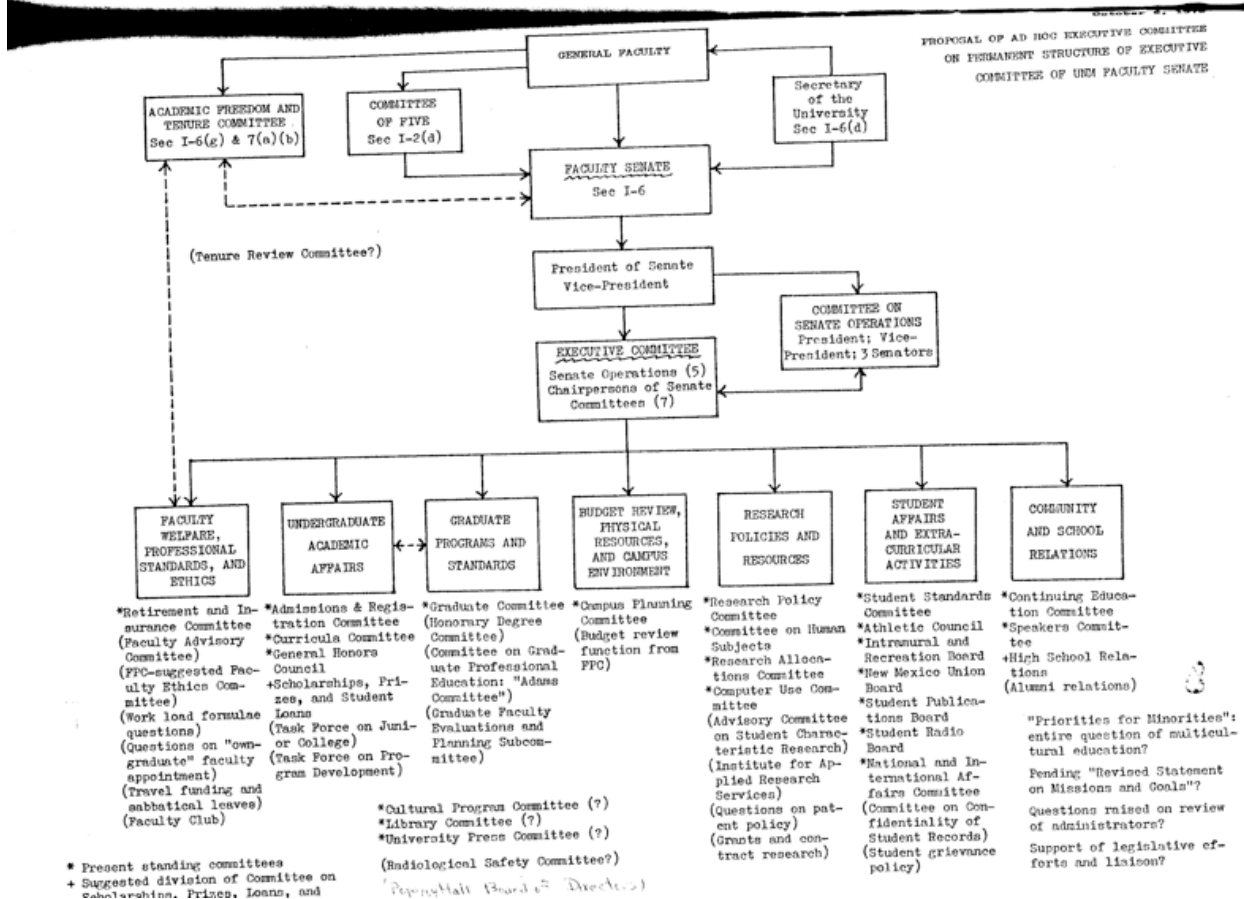 October 2,
PROPOSAL OF AD HOC EXECUTIVE COMMITTEE
ON PERMANENT STRUCTURE OF EXECUTIVE
COMMITTEE OF UNM FACULTY SENATE
GENERAL FACULTY
ACADEMIC FREEDOM AND
TENURE COMMITTEE
Sec I-6(g) & 7(a)(b)
COMMITTEE
OF FIVE
Sec I-2(d)
Secretary
of the
University
Sec I-6(d)
FACULTY SENATE
Sec I-6
(Tenure Review Committee?)
President of Senate
Vice-President
COMMITTEE ON
SENATE OPERATIONS
President; Vice-
President; 3 Senators
EXECUTIVE COMMITTEE
Senate Operations (5)
Chairpersons of Senate
Committees (7)
FACULTY
WELFARE,
PROFESSIONAL
STANDARDS, AND
ETHICS
*Retirement and In-
surance Committee
(Faculty Advisory
Committee)
(FPC-suggested Fac-
ulty Ethics Com-
mittee)
(Work load formulae
questions)
(Questions on "own-
graduate" faculty
appointment)
(Travel funding and
sabbatical leaves)
(Faculty Club)
UNDERGRADUATE
ACADEMIC
AFFAIRS
*Admissions & Regis-
tration Committee
*Curricula Committee
*General Honors
Council
+Scholarships, Pri-
zes, and Student
Loans
(Task Force on Juni-
or College)
(Task Force on Pro-
gram Development)
GRADUATE
PROGRAMS AND
STANDARDS
*Graduate Committee
(Honorary Degree
Committee)
(Committee on Grad-
uate Professional
Education: "Adams
Committee")
(Graduate Faculty
Evaluations and
Planning Subcom-
mittee)
BUDGET REVIEW,
PHYSICAL
RESOURCES,
AND CAMPUS
ENVIRONMENT
*Campus Planning
Committee
(Budget review
function from
FPC)
RESEARCH
POLICIES AND
RESOURCES
*Research Policy
Committee
*Committee on Human
Subjects
*Research Alloca-
tions Committee
*Computer Use Com-
mittee
(Advisory Committee
on Student Charac-
teristic Research)
(Institute for Ap-
plied Research
Services)
(Questions on pat-
ent policy)
(Grants and con-
tract research)
STUDENT
AFFAIRS
AND EXTRA-
CURRICULAR
ACTIVITIES
*Student Standards
Committee
*Athletic Council
*Intramural and
Recreation Board
*New Mexico Union
Board
*Student Publica-
tions Board
*Student Radio
Board
*National and In-
ternational Af-
fairs Committee
(Committee on Con-
fidentiality of
Student Records)
(Student grievance
policy)
COMMUNITY
AND SCHOOL
RELATIONS
*Continuing Educa-
tion Committee
*Speakers Commit-
tee
+High School Rela-
tions
(Alumni relations)
"Priorities for Minorities":
entire question of multicul-
tural education?
Pending "Revised Statement
on Missions and Goals"?
Questions raised on review
of administrators?
Support of legislative ef-
forts and liaison?
*Cultural Program Committee (?)
*Library Committee (?)
*University Press Committee (?)
(Radiological Safety Committee?)
Board of Directors)
* Present standing committees
+ Suggested division of Committee on
Scholarships, Prizes, Loans, and